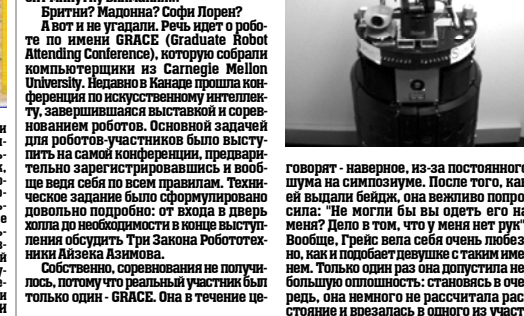 Бритни? Мадонна? Софи Лорен?
А вот и не угадали. Речь идет о робо-
те по имени GRACE (Graduate Robot
Attending Conference), которую собрали
компьютерщики из Carnegie Mellon
University. Недавно в Канаде прошла кон-
ференция по искусственному интеллек-
ту, завершившаяся выставкой и сорев-
нованием роботов. Основной задачей
для роботов-участников было высту-
пить на самой конференции, предвари-
тельно зарегистрировавшись и вооб-
ще ведя себя по всем правилам. Техни-
ческое задание было сформулировано
довольно подробно: от входа в дверь
холла до необходимости в конце выступ-
ления обсудить Три Закона Робототех-
ники Айзека Азимова.
Собственно, соревнования не получи-
лось, потому что реальный участник был
только один - GRACE. Она в течение це-
говорят - наверное, из-за постоянного
шума на симпозиуме. После того, как
ей выдали бейдж, она вежливо попро-
сила: "Не могли бы вы одеть его на
меня? Дело в том, что у меня нет рук".
Вообще, Грейс вела себя очень любез-
но, как и подобает девушке с таким име-
нем. Только один раз она допустила не-
большую оплошность: становясь в оче-
редь, она немного не рассчитала рас-
стояние и врезалась в одного из участ-